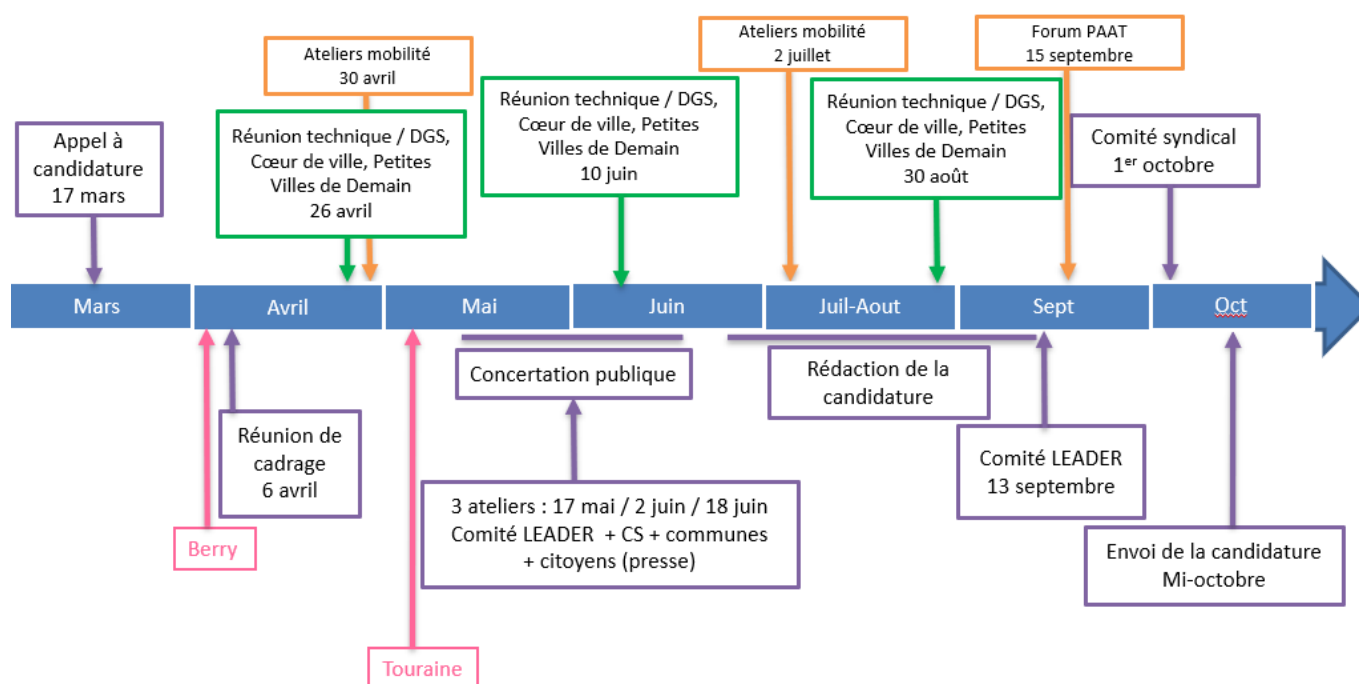 Ateliers mobilité
30 avril
Ateliers mobilité
2 juillet
Forum PAAT
15 septembre
Appel à
candidature
17 mars
Réunion technique / DGS,
Cœur de ville, Petites
Villes de Demain
26 avril
Réunion technique / DGS,
Cœur de ville, Petites
Villes de Demain
10 juin
Réunion technique / DGS,
Cœur de ville, Petites
Villes de Demain
30 août
Comité syndical
1er octobre
Mars
Avril
Mai
Juin
Juil-Aout
Sept
Oct
Concertation publique
Rédaction de la
candidature
Réunion de
cadrage
6 avril
Comité LEADER
13 septembre
3 ateliers : 17 mai / 2 juin / 18 juin
Comité LEADER + CS + communes
+ citoyens (presse)
Berry
Envoi de la candidature
Mi-octobre
Touraine